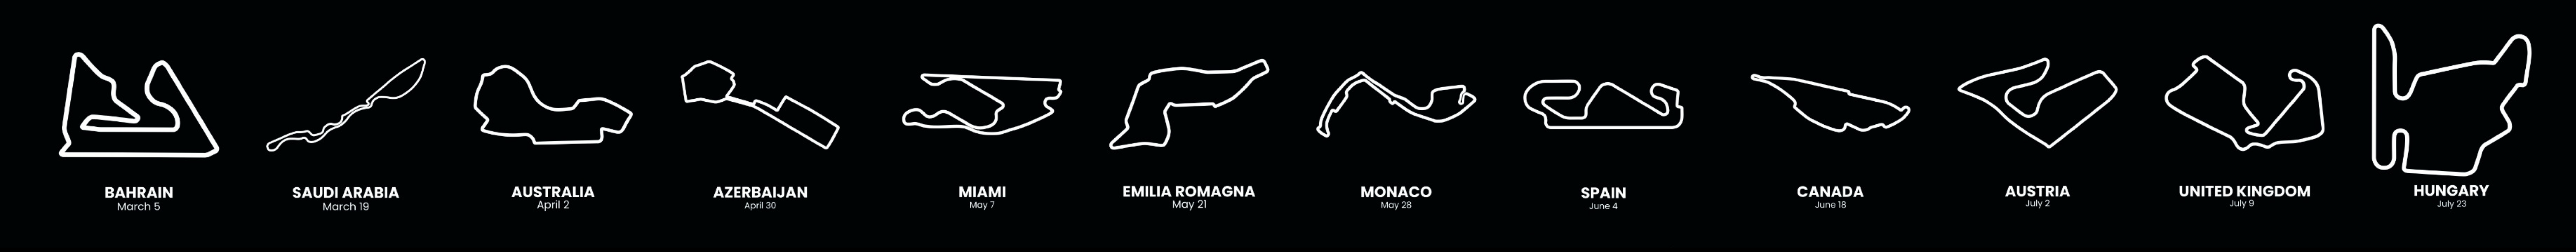 BAHRAIN
March 5
SAUDI ARABIA
March 19
AUSTRALIA
April 2
AZERBAIJAN
April 30
MIAMI
May 7
EMILIA ROMAGNA
May 21
MONACO
May 28
SPAIN
June 4
CANADA
June 18
AUSTRIA
July 2
UNITED KINGDOM
July 9
HUNGARY
July 23